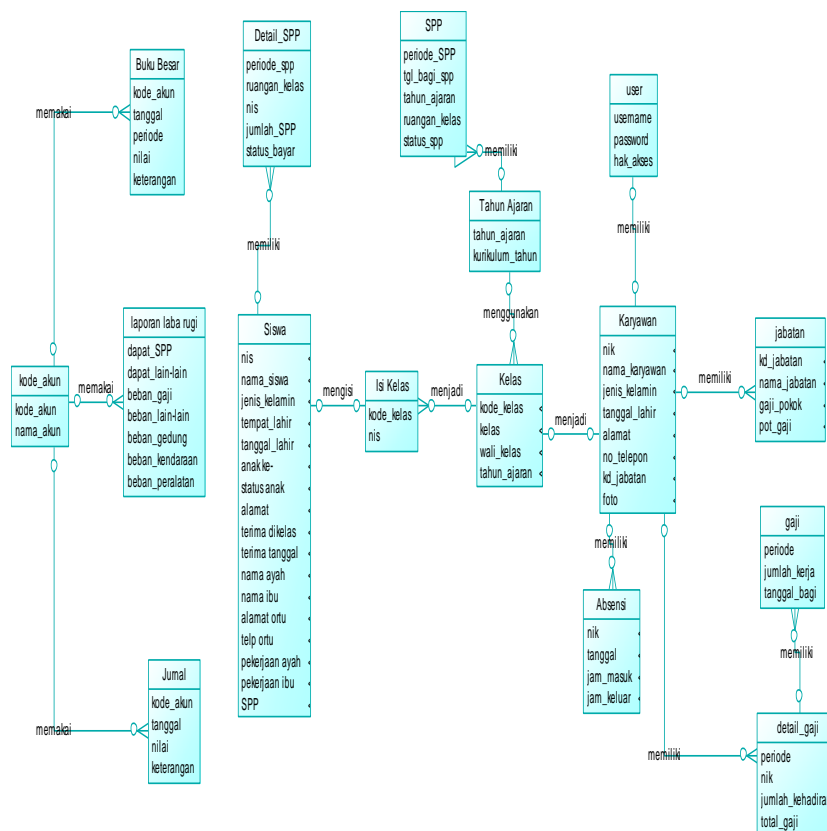 Buku Besar
kode_akun
tanggal
periode
nilai
keterangan
memakai
Detail_SPP
periode_spp
ruangan_kelas
nis
jumlah_SPP
status_bayar
memiliki
SPP
periode_SPP
tgl_bagi_spp
tahun_ajaran
ruangan_kelas
status_spp
memiliki
Tahun Ajaran
tahun_ajaran
kurikulum_tahun
menggunakan
user
username
password
hak_akses
memiliki
laporan laba rugi
dapat_SPP
dapat_lain-lain
beban_gaji
beban_lain-lain
beban_gedung
beban_kendaraan
beban_peralatan
kode_akun
kode_akun
nama_akun
memakai
Siswa
nis
nama_siswa
jenis_kelamin
tempat_lahir
tanggal_lahir
anak ke-
status anak
alamat
terima dikelas
terima tanggal
nama ayah
nama ibu
alamat ortu
telp ortu
pekerjaan ayah
pekerjaan ibu
SPP
mengisi
Isi Kelas
kode_kelas
nis
menjadi
Kelas
kode_kelas
kelas
wali_kelas
tahun_ajaran
menjadi
Karyawan
nik
nama_karyawan
jenis_kelamin
tanggal_lahir
alamat
no_telepon
kd_jabatan
foto
memiliki
jabatan
kd_jabatan
nama_jabatan
gaji_pokok
pot_gaji
memiliki
Absensi
nik
tanggal
jam_masuk
jam_keluar
gaji
periode
jumlah_kerja
tanggal_bagi
memiliki
detail_gaji
periode
nik
jumlah_kehadira
total_gaji
memiliki
Jurnal
kode_akun
tanggal
nilai
keterangan
memakai